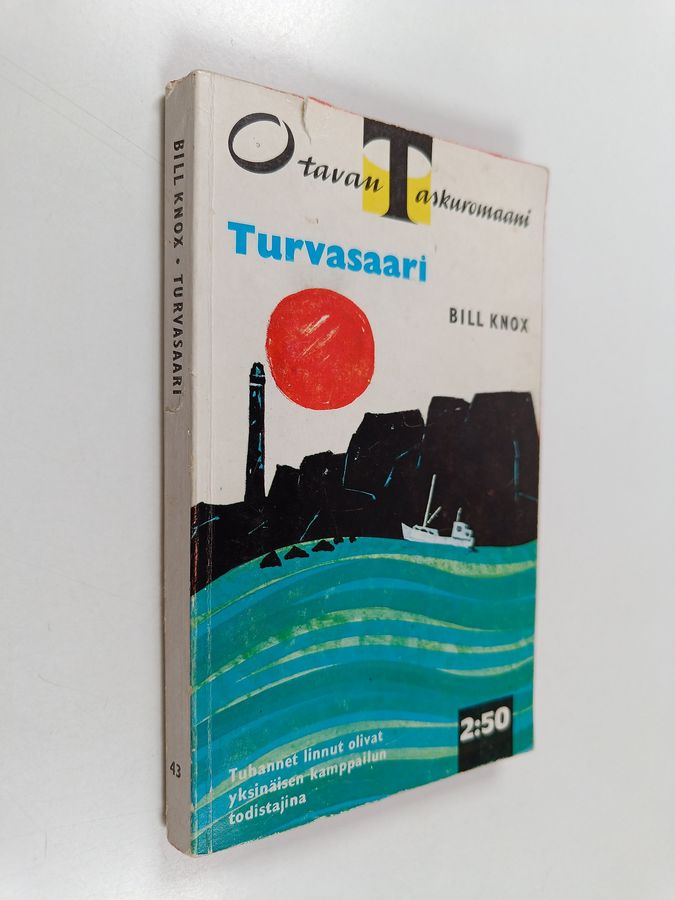 Otavan Taskuromaani
Turvasaari
BILL KNOX
2:50
Tuhannet linnut olivat
yksinäisen kamppailun
todistajina
BILL KNOX • TURVASAARI
43